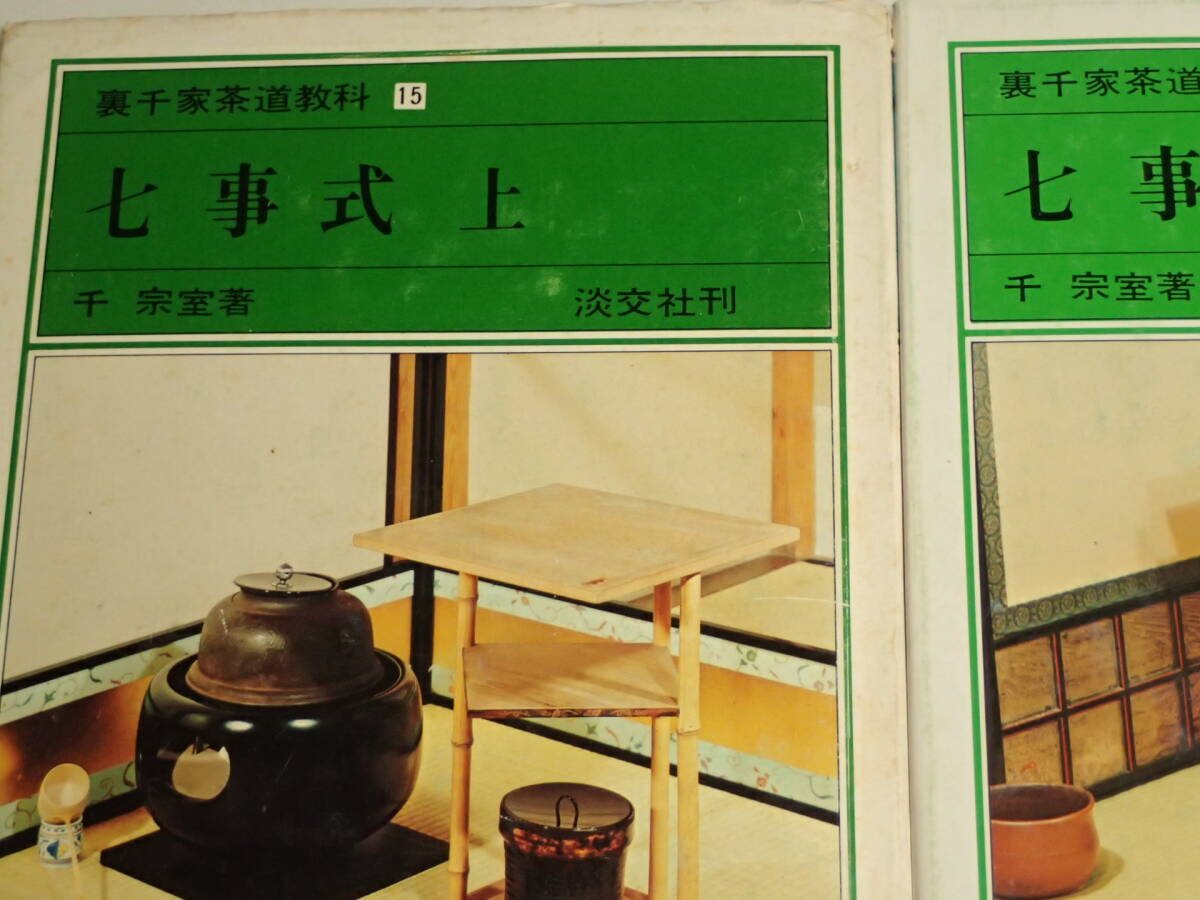 裏千家茶道教科 15
七事式 上
千 宗室著 淡交社刊
裏千家茶道
七事
千 宗室著